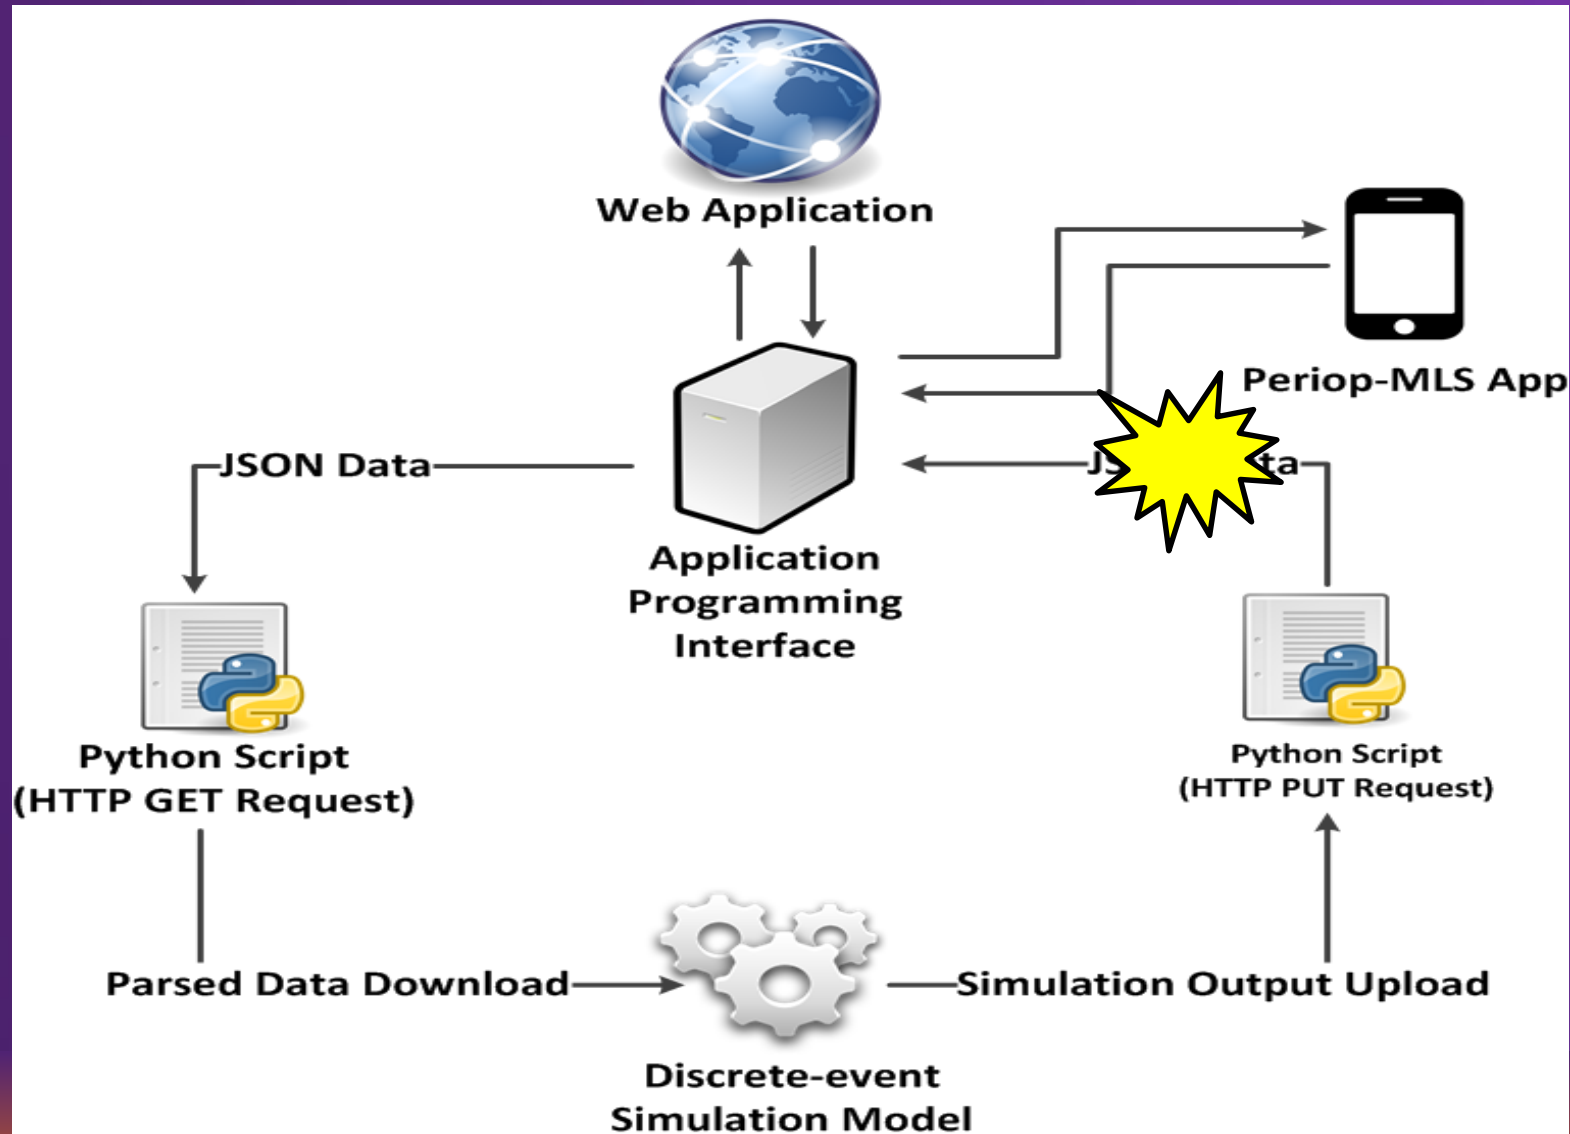 Web Application
Periop-MLS App
JSON Data
Application
Programming
Interface
Python Script
(HTTP GET Request)
Python Script
(HTTP PUT Request)
Parsed Data Download
Simulation Output Upload
Discrete-event
Simulation Model